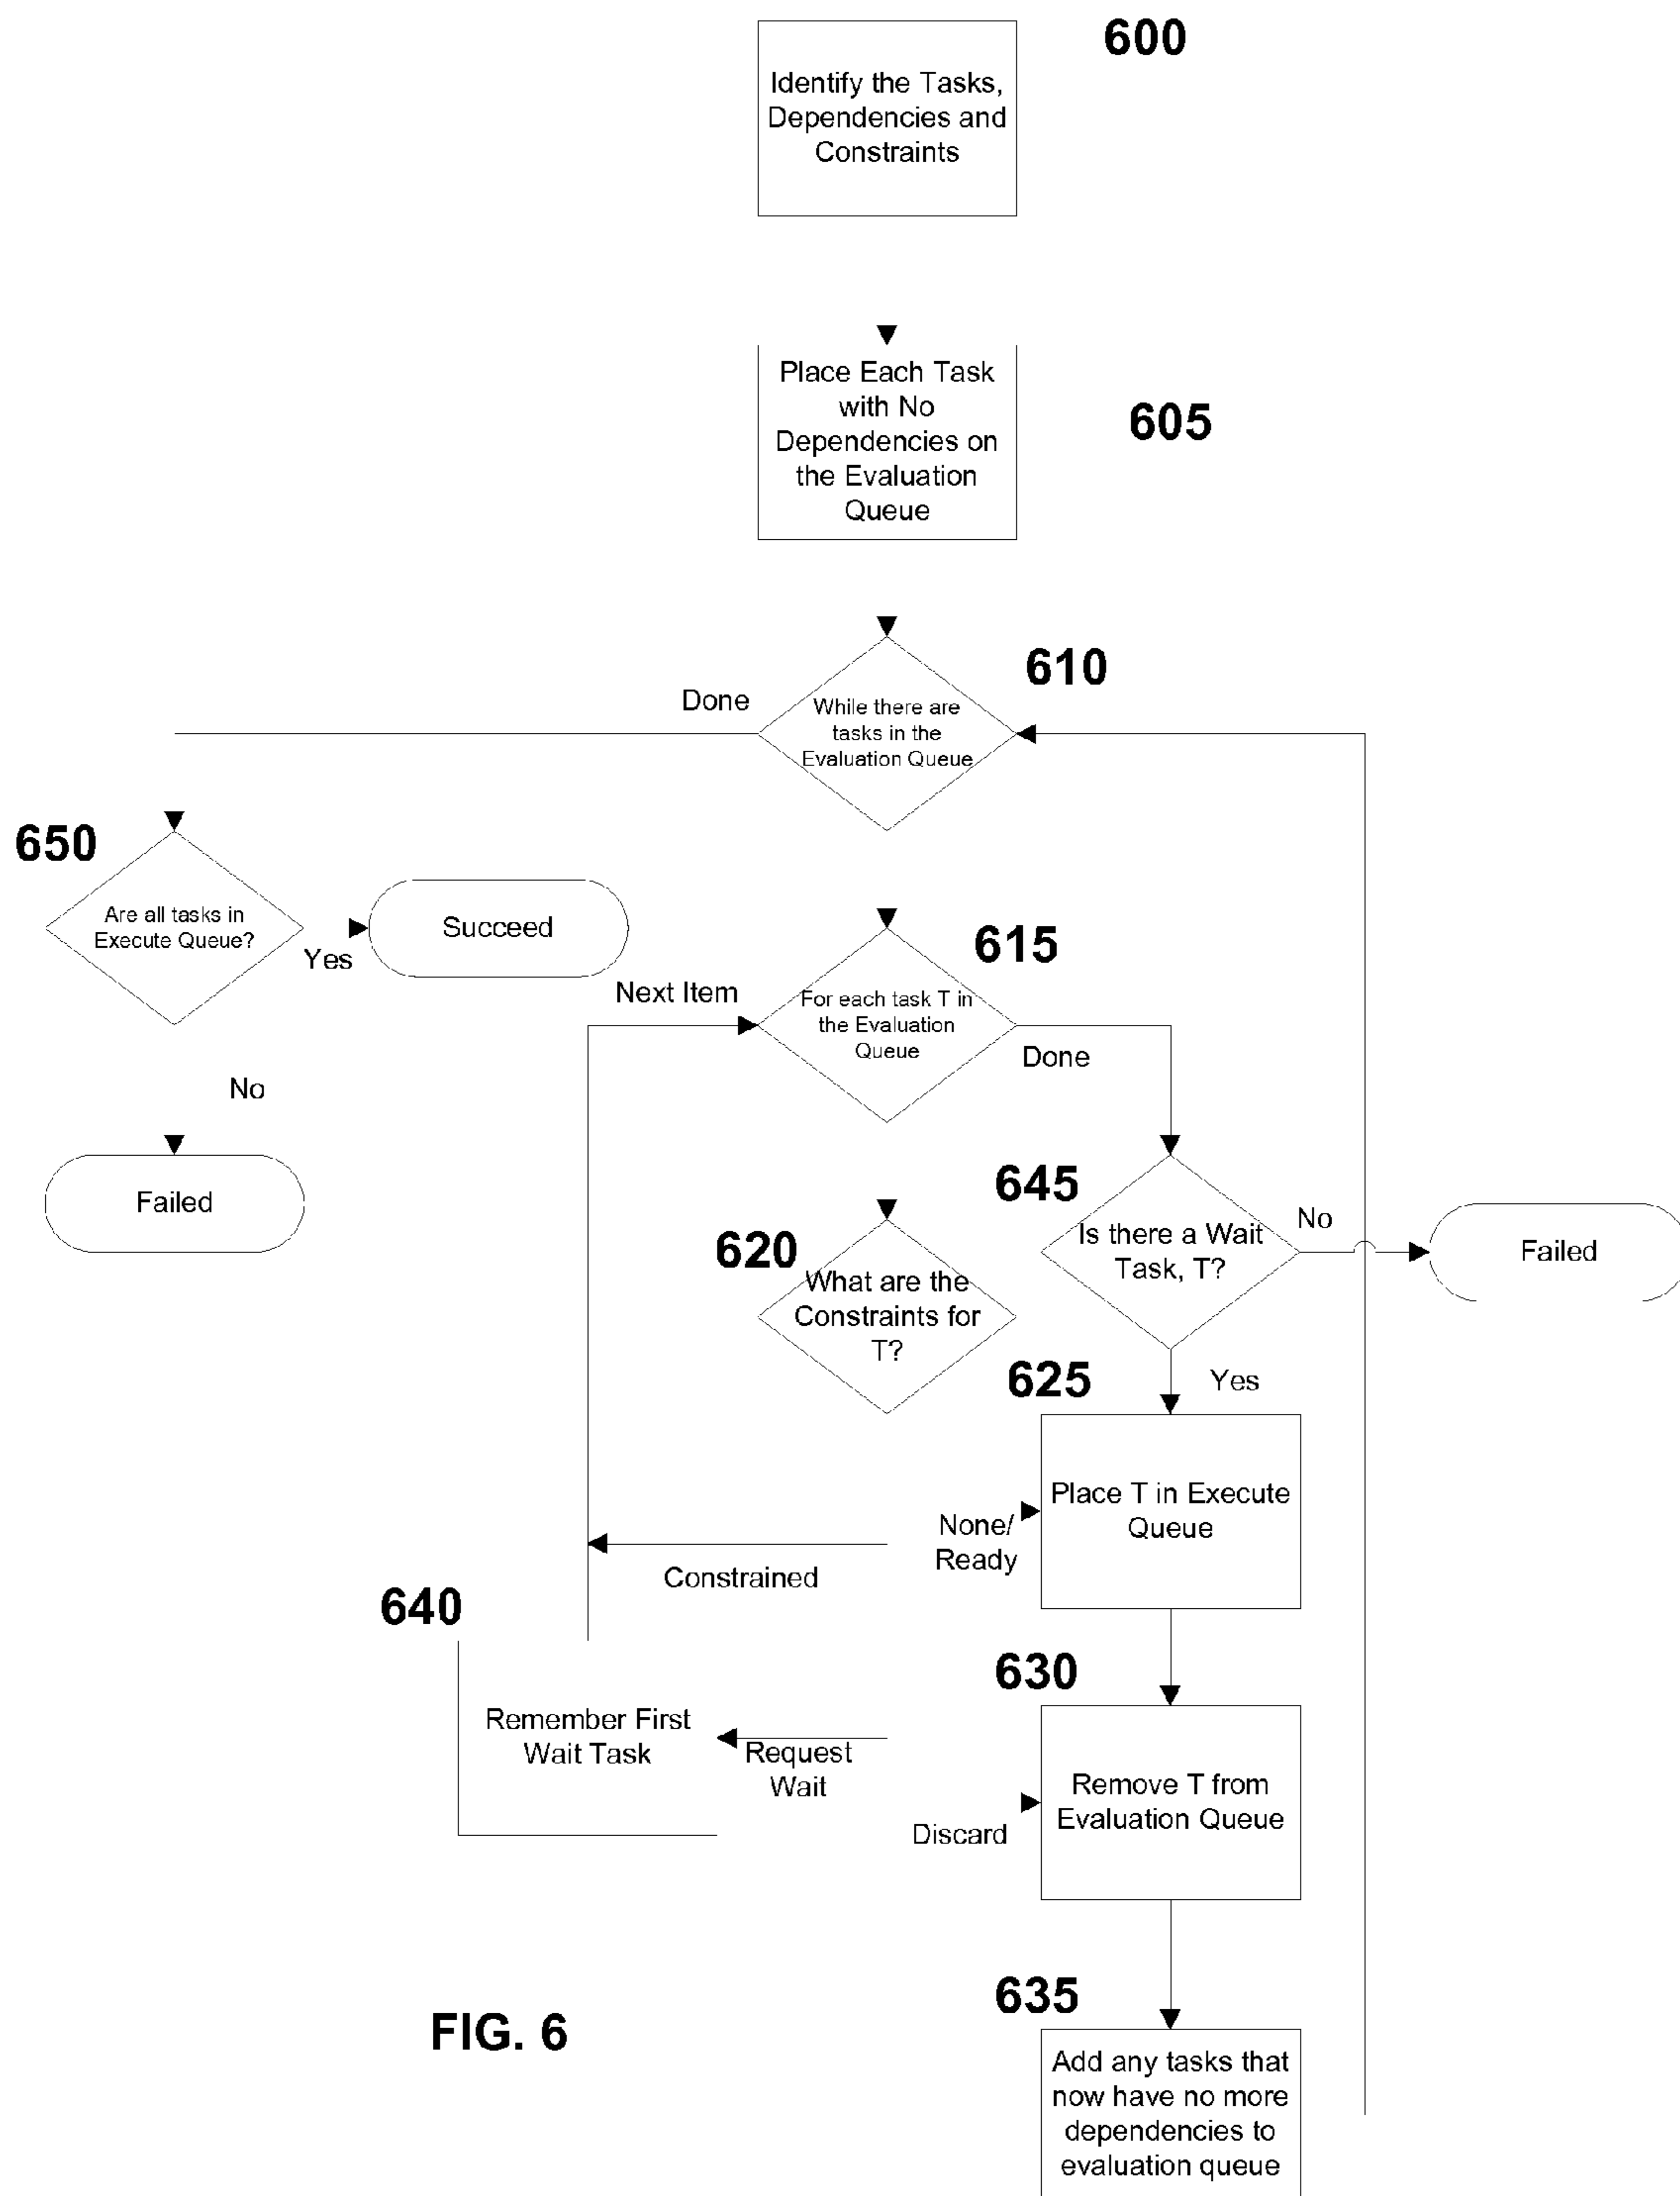 600
Identify the Tasks,
Dependencies and
Constraints
Place Each Task
with No
Dependencies on
the Evaluation
Queue
605
610
Done
While there are
tasks in the
Evaluation Queue
650
Are all tasks in
Execute Queue?
Yes
Succeed
615
Next Item
For each task T in
the Evaluation
Queue
Done
No
Failed
645
Is there a Wait
Task, T?
No
Failed
620
What are the
Constraints for
T?
625
Yes
Place T in Execute
Queue
None/
Ready
Constrained
640
630
Remember First
Wait Task
Request
Wait
Remove T from
Evaluation Queue
Discard
635
Add any tasks that
now have no more
dependencies to
evaluation queue
FIG. 6